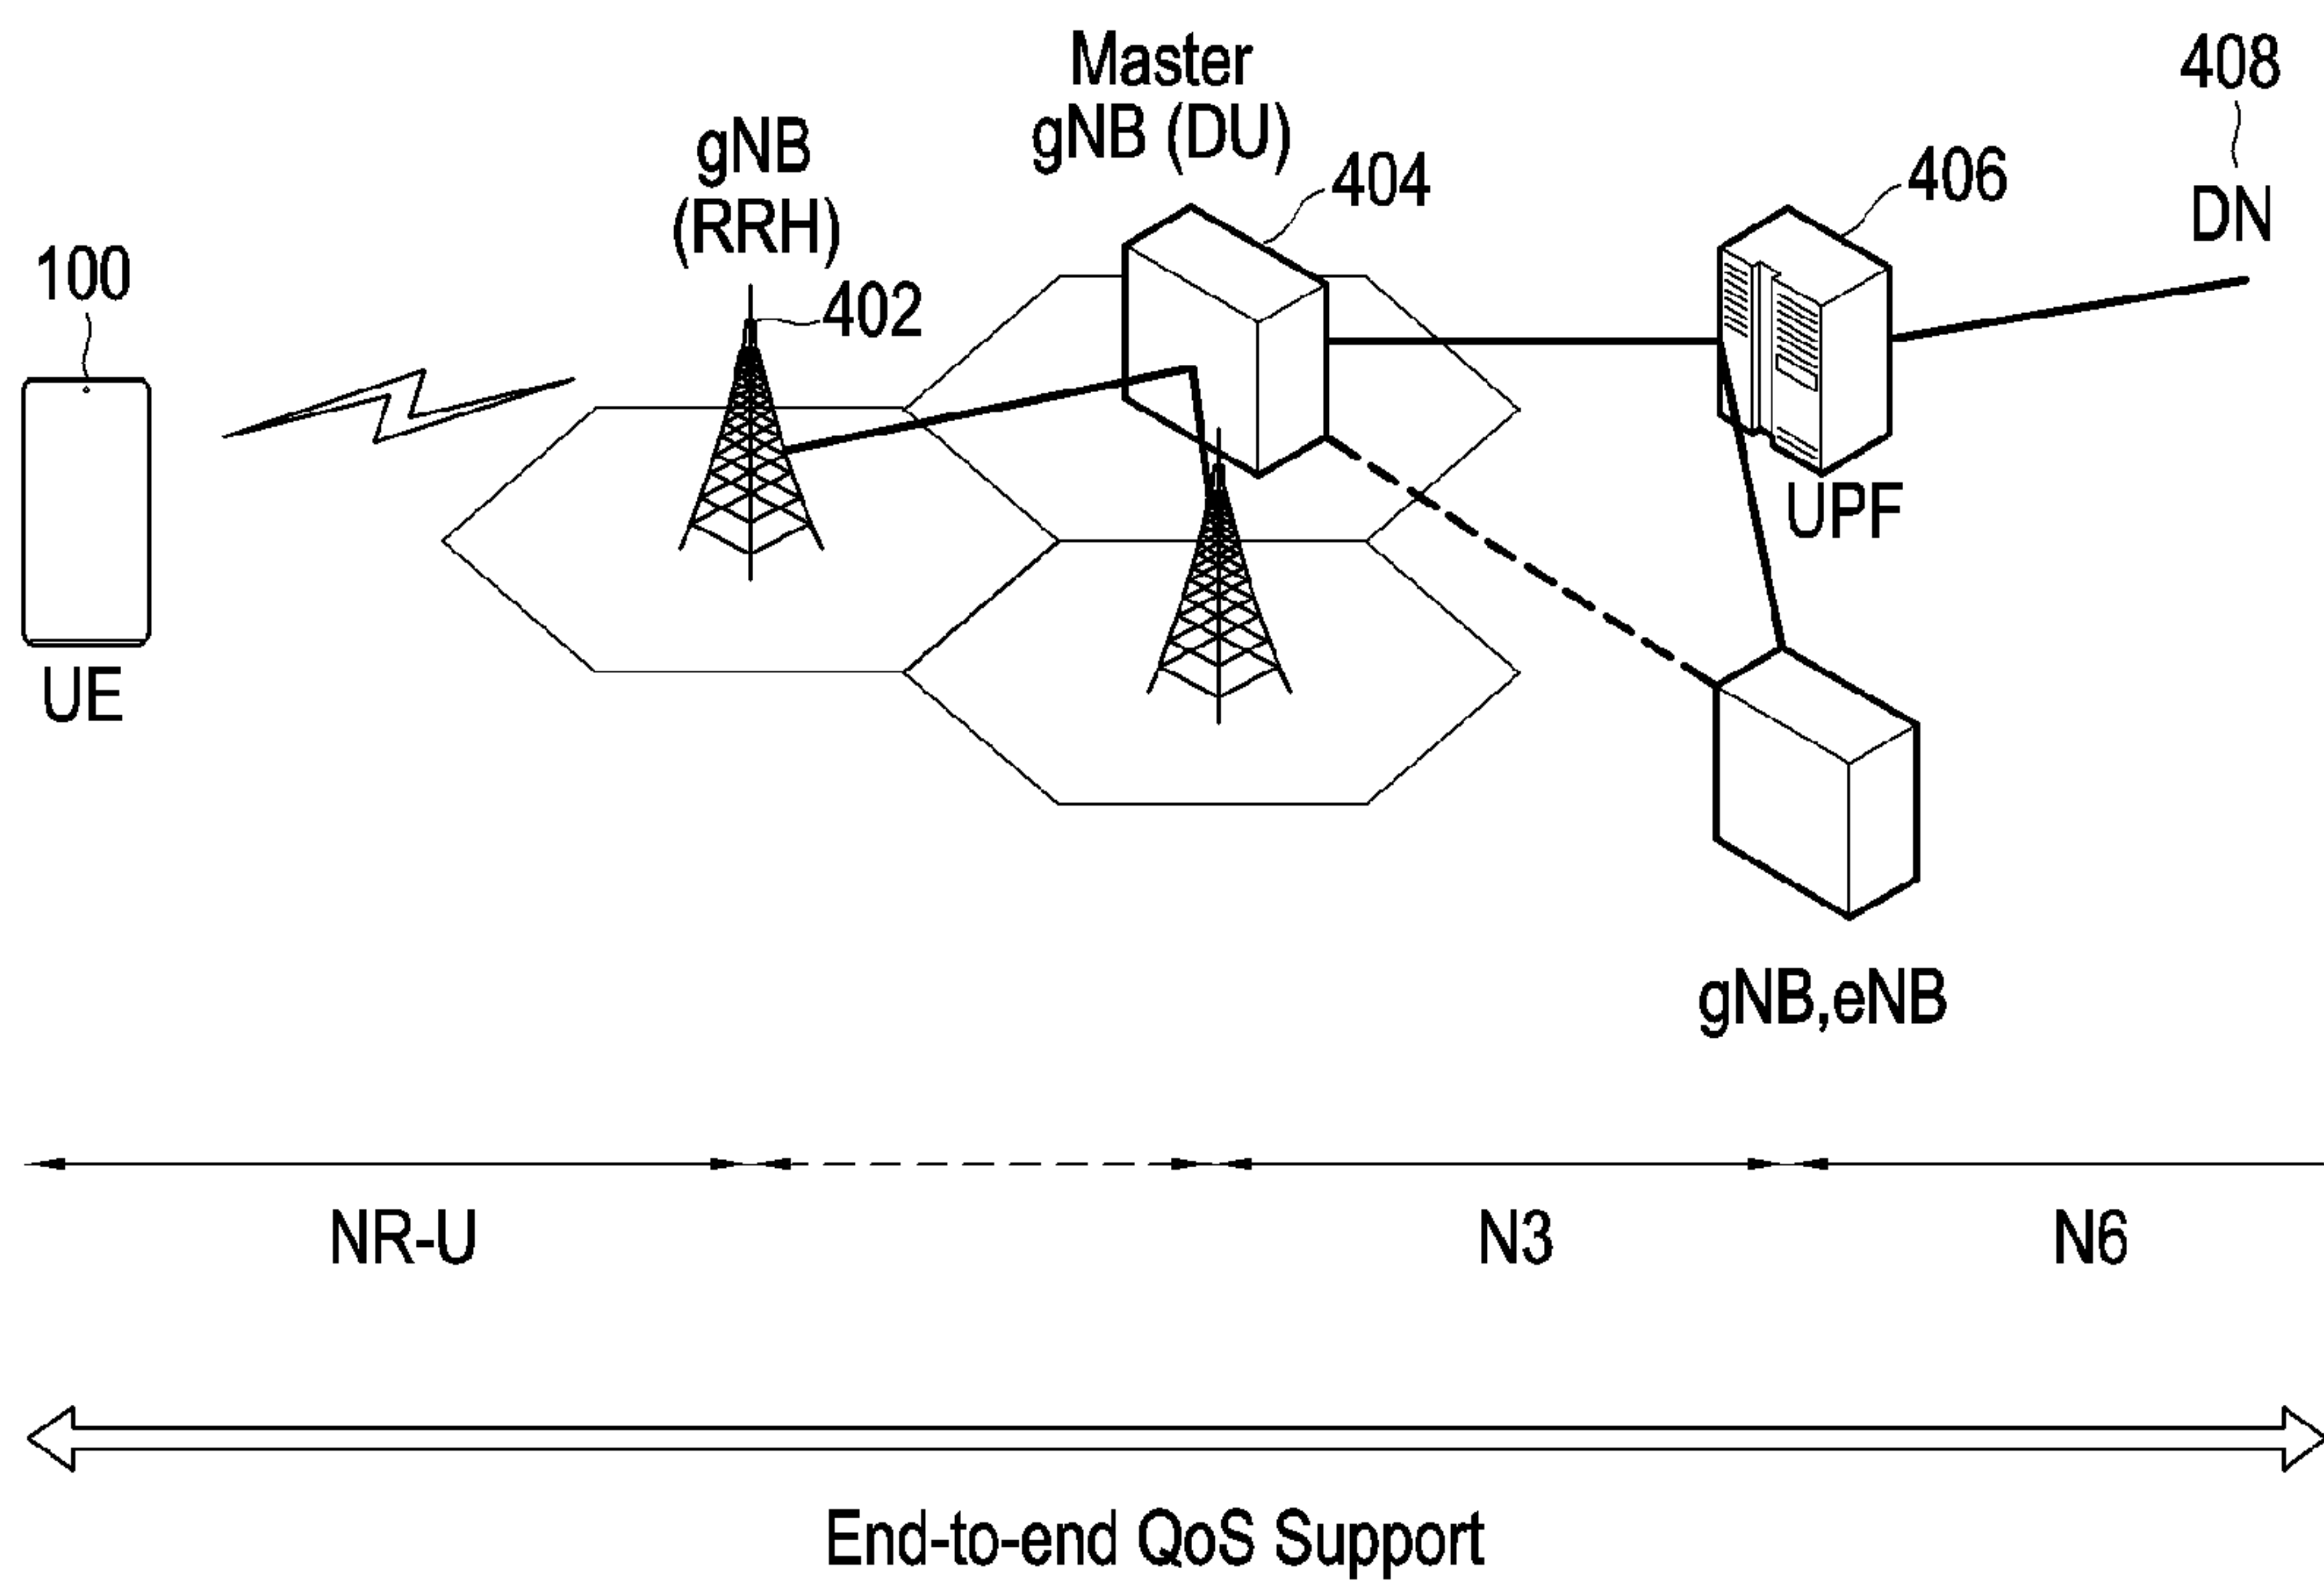 Master
gNB (DU)
408
gNB
(RRH)
404
406
DN
100
402
UPF
UE
gNB,eNB
NR-U
N3
N6
End-to-end QoS Support